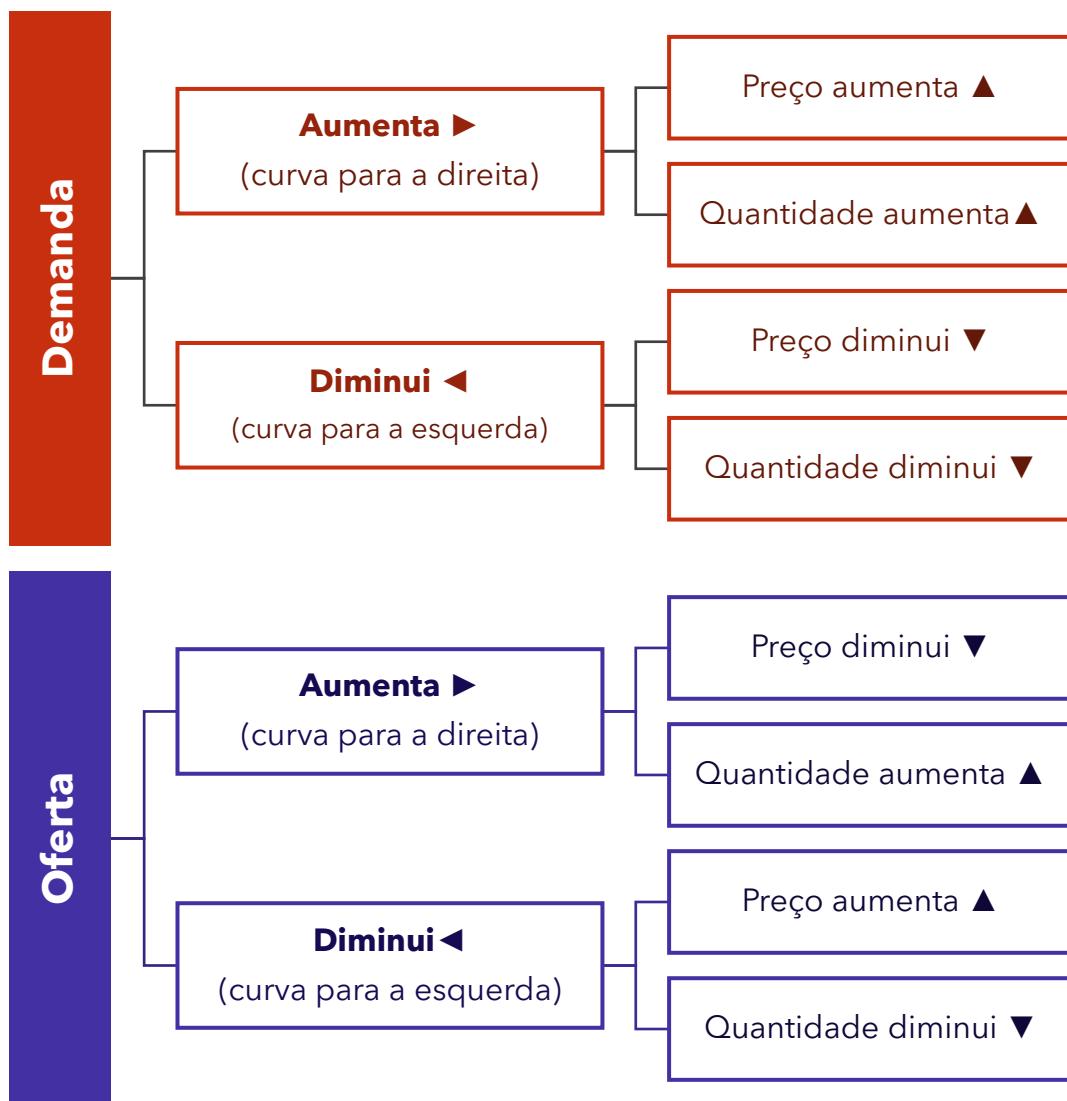 Demanda
Aumenta ►
(curva para a direita)
Preço aumenta ▲
Quantidade aumenta▲
Diminui ◄
(curva para a esquerda)
Preço diminui ▼
Quantidade diminui ▼
Oferta
Aumenta ►
(curva para a direita)
Preço diminui ▼
Quantidade aumenta ▲
Diminui◄
(curva para a esquerda)
Preço aumenta ▲
Quantidade diminui ▼